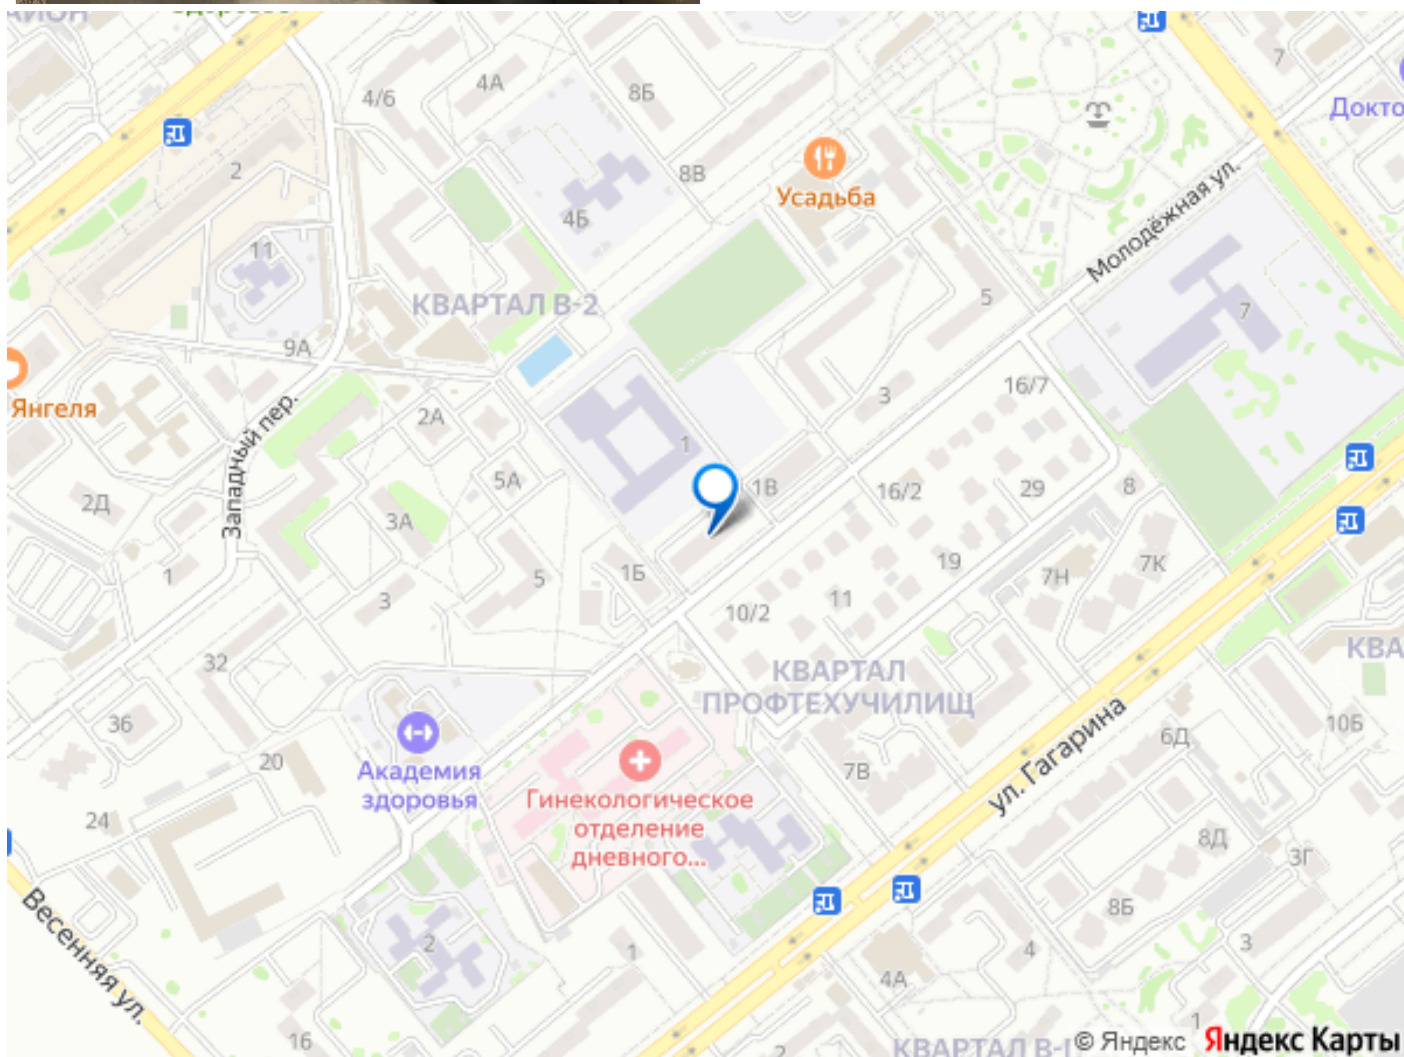 4/6
4А
8Б
7
Докто
2
8В
Усадьба
4Б
11
Молодёжная ул.
КВАРТАЛ В-2
5
7
9А
Янгеля
2А
3
16/7
Западный пер.
1
5А
1В
16/2
29
8
2Д
3А
1
3
5
1Б
19
7Н
7К
10/2
11
32
КВАРТАЛ
ПРОФТЕХУЧИЛИЩ
КВА
36
20
Академия
здоровья
Гинекологическое
отделение
дневного...
7В
ул. Гагарина
6Д
10Б
24
8Д
3Г
Весенняя ул.
2
1
8Б
4
3
4А
16
2
КВАРТАЛ В-
1
© Яндекс
Яндекс Карты